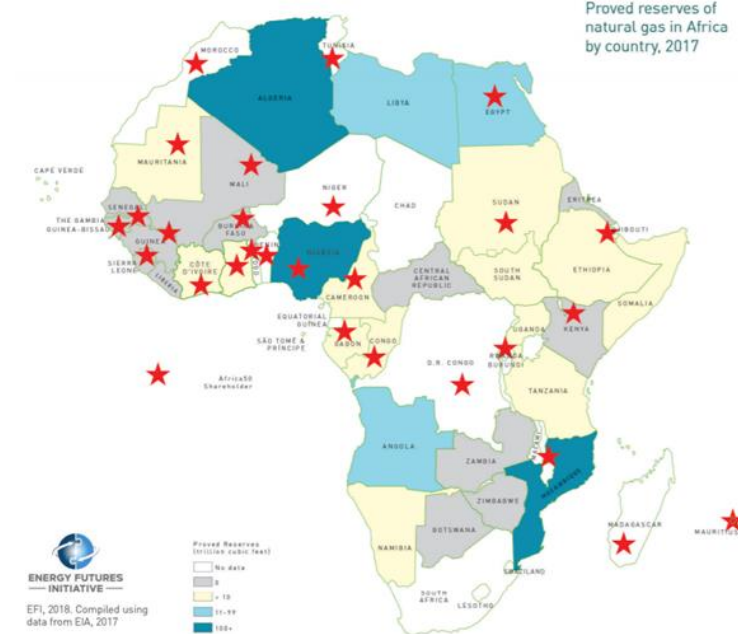 Proved reserves of
natural gas in Africa
by country, 2017
MOROCCO
TUNISIA
ALGERIA
LIBYA
EGYPT
MAURITANIA
CAPE VERDE
MALI
NIGER
CHAD
SUDAN
ERITREA
SENEGAL
THE GAMBIA
GUINEA-BISSAU
BURKINA
FASO
DJIBOUTI
GUINEA
BENIN
NIGERIA
SIERRA
LEONE
CÔTE
D'IVOIRE
TOGO
LIBERIA
CENTRAL
AFRICAN
REPUBLIC
SOUTH
SUDAN
ETHIOPIA
CAMEROON
SOMALIA
EQUATORIAL
GUINEA
UGANDA
KENYA
SÃO TOMÉ &
PRÍNCIPE
GABON
CONGO
RWANDA
BURUNDI
D.R. CONGO
Africa50
Shareholder
TANZANIA
ANGOLA
MALAWI
ZAMBIA
MOZAMBIQUE
ZIMBABWE
MADAGASCAR
MAURITIUS
NAMIBIA
BOTSWANA
SWAZILAND
SOUTH
AFRICA
LESOTHO
ENERGY FUTURES
INITIATIVE
EFI, 2018. Compiled using
data from EIA, 2017
Proved Reserves
(trillion cubic feet)
No data
0
< 10
11-99
100+